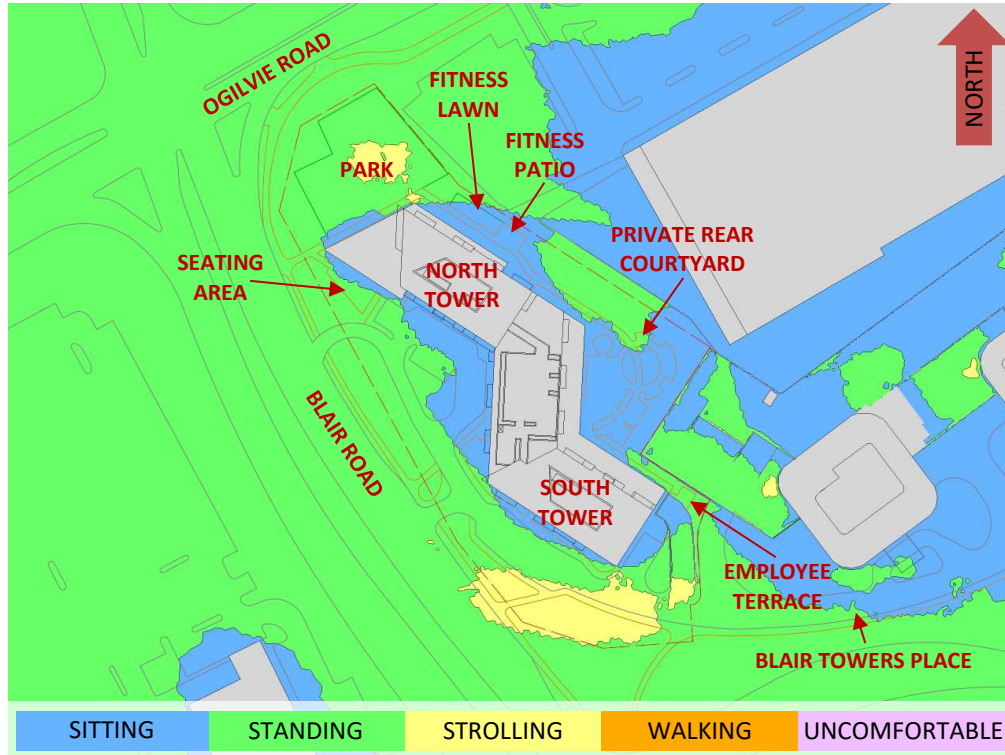 OGILVIE ROAD
FITNESS
LAWN
FITNESS
PATIO
NORTH
PARK
PRIVATE REAR
COURTYARD
SEATING
AREA
NORTH
TOWER
BLAIR ROAD
SOUTH
TOWER
EMPLOYEE
TERRACE
BLAIR TOWERS PLACE
SITTING
STANDING
STROLLING
WALKING
UNCOMFORTABLE